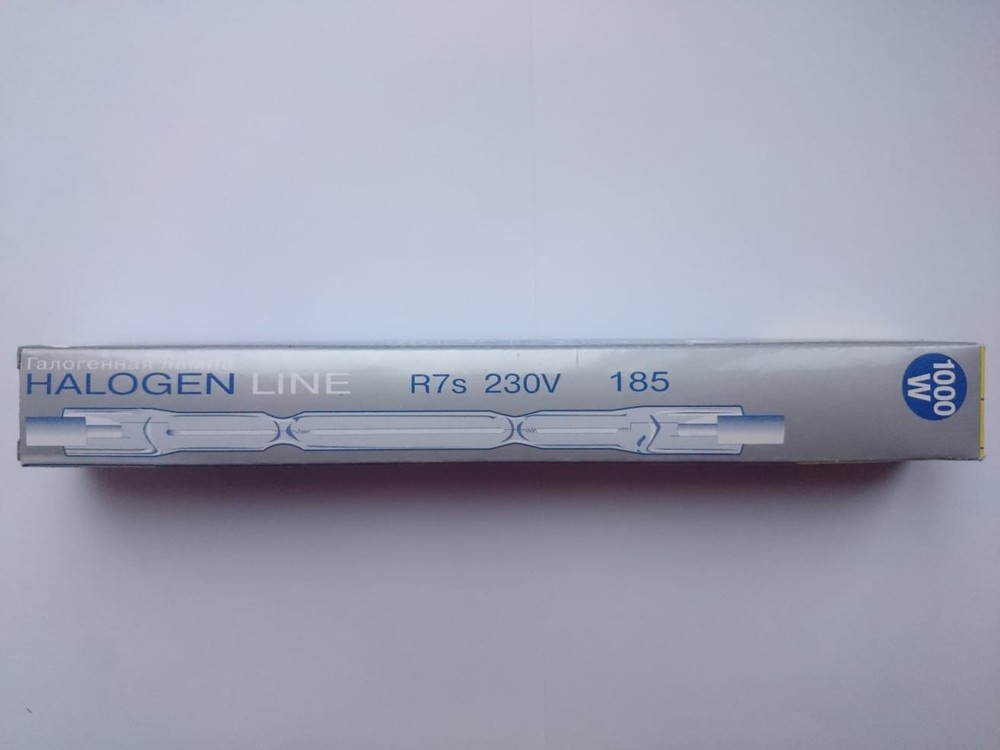 Галогенная лампа
HALOGEN LINE R7s 230V 185
1000
W